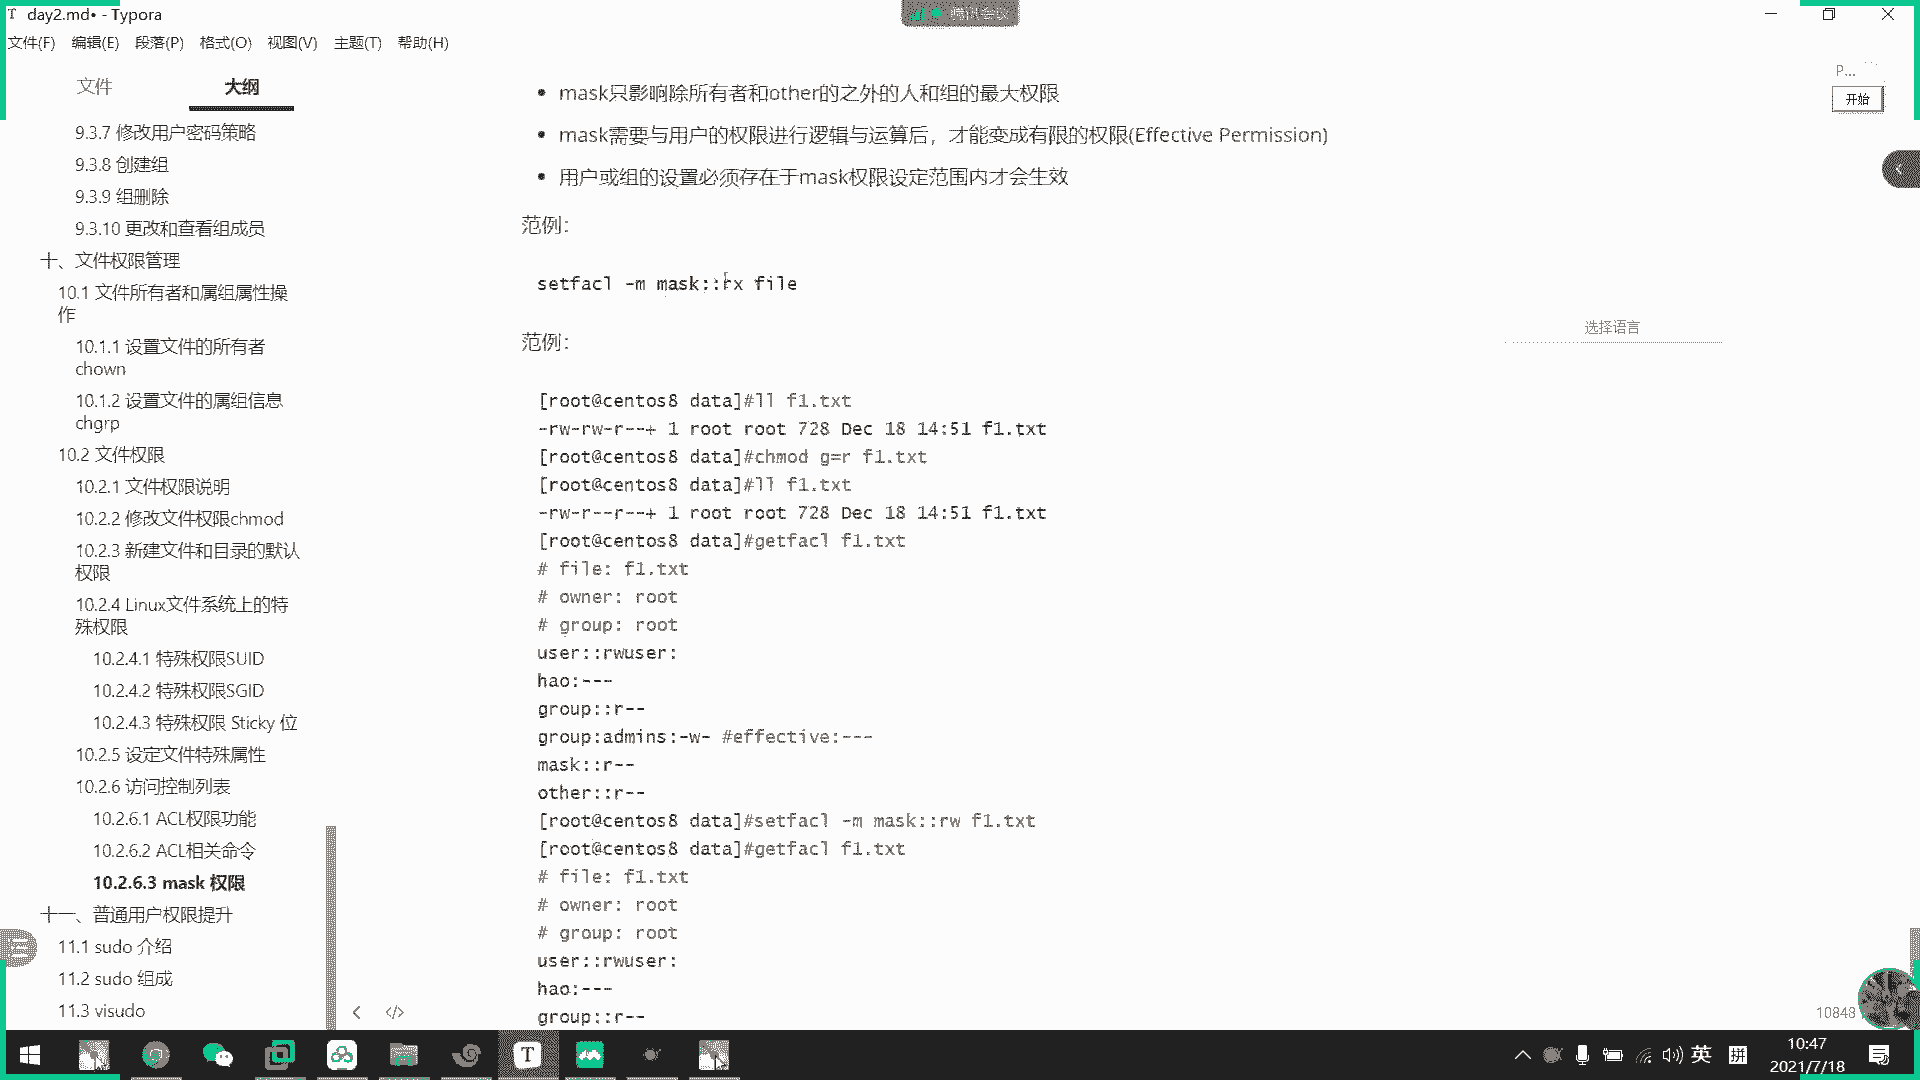 day2.md• - Typora
腾讯会议
文件(F) 编辑(E) 段落(P) 格式(O) 视图(V) 主题(T) 帮助(H)
文件 大纲
9.3.7 修改用户密码策略
9.3.8 创建组
9.3.9 组删除
9.3.10 更改和查看组成员
十、文件权限管理
10.1 文件所有者和属组属性操
作
10.1.1 设置文件的所有者
chown
10.1.2 设置文件的属组信息
chgrp
10.2 文件权限
10.2.1 文件权限说明
10.2.2 修改文件权限chmod
10.2.3 新建文件和目录的默认
权限
10.2.4 Linux文件系统上的特
殊权限
10.2.4.1 特殊权限SUID
10.2.4.2 特殊权限SGID
10.2.4.3 特殊权限 Sticky 位
10.2.5 设定文件特殊属性
10.2.6 访问控制列表
10.2.6.1 ACL权限功能
10.2.6.2 ACL相关命令
10.2.6.3 mask 权限
十一、普通用户权限提升
11.1 sudo 介绍
11.2 sudo 组成
11.3 visudo
• mask只影响除所有者和other的之外的人和组的最大权限
• mask需要与用户的权限进行逻辑与运算后，才能变成有限的权限(Effective Permission)
• 用户或组的设置必须存在于mask权限设定范围内才会生效
范例：
setfacl -m mask::rx file
范例：
[root@centos8 data]#ll f1.txt
-rw-rw-r--+ 1 root root 728 Dec 18 14:51 f1.txt
[root@centos8 data]#chmod g=r f1.txt
[root@centos8 data]#ll f1.txt
-rw-r--r--+ 1 root root 728 Dec 18 14:51 f1.txt
[root@centos8 data]#getfacl f1.txt
# file: f1.txt
# owner: root
# group: root
user::rwuser:
hao:---
group::r--
group:admins:-w- #effective:---
mask::r--
other::r--
[root@centos8 data]#setfacl -m mask::rw f1.txt
[root@centos8 data]#getfacl f1.txt
# file: f1.txt
# owner: root
# group: root
user::rwuser:
hao:---
group::r--
P...
开始
选择语言
10848
英
拼
10:47
2021/7/18